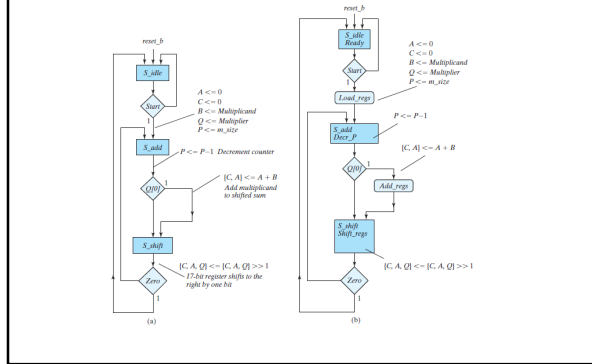 reset_b
S_idle
Start
1
A <= 0
C <= 0
B <= Multiplicand
Q <= Multiplier
P <= m_size
S_add
P <= P−1 Decrement counter
Q[0]
1
{C, A} <= A + B
Add multiplicand
to shifted sum
S_shift
{C, A, Q} <= {C, A, Q} >> 1
17-bit register shifts to the
right by one bit
Zero
1
(a)
reset_b
S_idle
Ready
Start
1
A <= 0
C <= 0
B <= Multiplicand
Q <= Multiplier
P <= m_size
Load_regs
S_add
Decr_P
P <= P−1
Q[0]
1
{C, A} <= A + B
Add_regs
S_shift
Shift_regs
{C, A, Q} <= {C, A, Q} >> 1
Zero
1
(b)